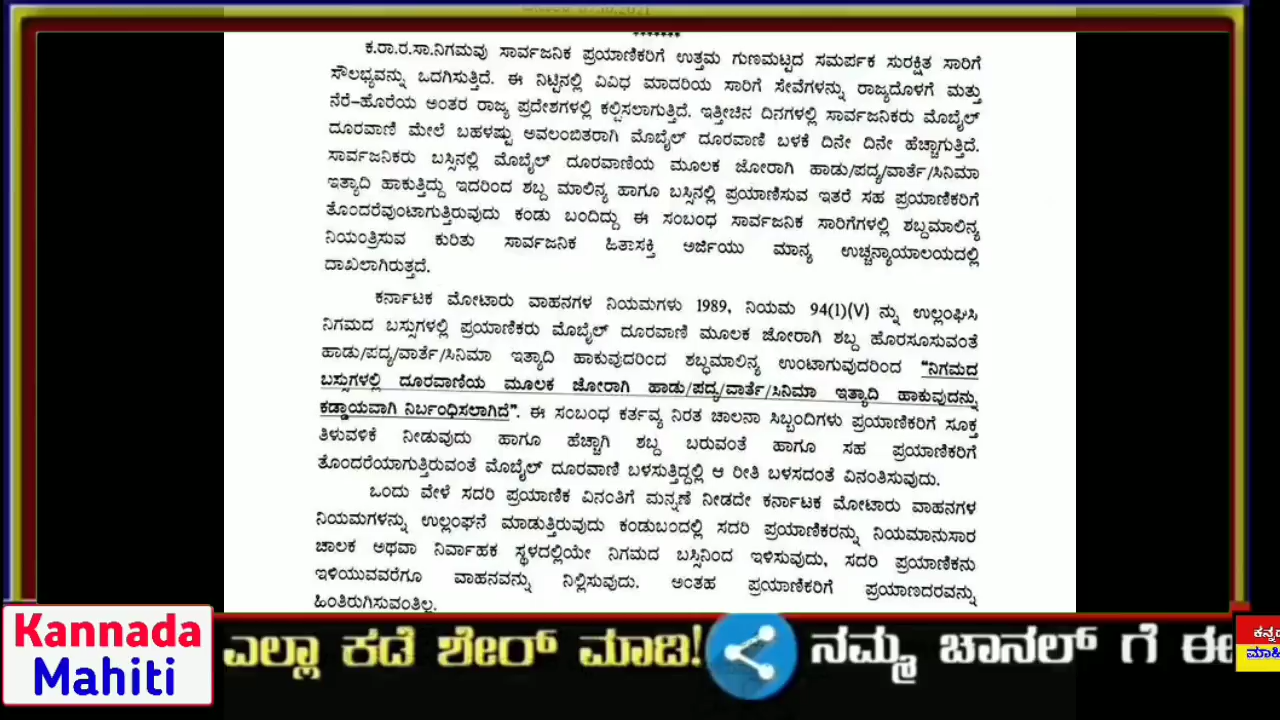 ಕ.ರಾ.ರ.ಸಾ.ನಿಗಮವು ಸಾರ್ವಜನಿಕ ಪ್ರಯಾಣಿಕರಿಗೆ ಉತ್ತಮ ಗುಣಮಟ್ಟದ ಸಮರ್ಪಕ ಸುರಕ್ಷಿತ ಸಾರಿಗೆ
ಸೌಲಭ್ಯವನ್ನು ಒದಗಿಸುತ್ತಿದೆ. ಈ ನಿಟ್ಟಿನಲ್ಲಿ ವಿವಿಧ ಮಾದರಿಯ ಸಾರಿಗೆ ಸೇವೆಗಳನ್ನು ರಾಜ್ಯದೊಳಗೆ ಮತ್ತು
ನೆರೆ-ಹೊರೆಯ ಅಂತರ ರಾಜ್ಯ ಪ್ರದೇಶಗಳಲ್ಲಿ ಕಲ್ಪಿಸಲಾಗುತ್ತಿದೆ. ಇತ್ತೀಚಿನ ದಿನಗಳಲ್ಲಿ ಸಾರ್ವಜನಿಕರು ಮೊಬೈಲ್
ದೂರವಾಣಿ ಮೇಲೆ ಬಹಳಷ್ಟು ಅವಲಂಬಿತರಾಗಿ ಮೊಬೈಲ್ ದೂರವಾಣಿ ಬಳಕೆ ದಿನೇ ದಿನೇ ಹೆಚ್ಚಾಗುತ್ತಿದೆ.
ಸಾರ್ವಜನಿಕರು ಬಸ್ಸಿನಲ್ಲಿ ಮೊಬೈಲ್ ದೂರವಾಣಿಯ ಮೂಲಕ ಜೋರಾಗಿ ಹಾಡು/ಪದ್ಯ/ವಾರ್ತೆ/ಸಿನಿಮಾ
ಇತ್ಯಾದಿ ಹಾಕುತ್ತಿದ್ದು ಇದರಿಂದ ಶಬ್ದ ಮಾಲಿನ್ಯ ಹಾಗೂ ಬಸ್ಸಿನಲ್ಲಿ ಪ್ರಯಾಣಿಸುವ ಇತರೆ ಸಹ ಪ್ರಯಾಣಿಕರಿಗೆ
ತೊಂದರೆವುಂಟಾಗುತ್ತಿರುವುದು ಕಂಡು ಬಂದಿದ್ದು ಈ ಸಂಬಂಧ ಸಾರ್ವಜನಿಕ ಸಾರಿಗೆಗಳಲ್ಲಿ ಶಬ್ದಮಾಲಿನ್ಯ
ನಿಯಂತ್ರಿಸುವ ಕುರಿತು ಸಾರ್ವಜನಿಕ ಹಿತಾಸಕ್ತಿ ಅರ್ಜಿಯು ಮಾನ್ಯ ಉಚ್ಚನ್ಯಾಯಾಲಯದಲ್ಲಿ
ದಾಖಲಾಗಿರುತ್ತದೆ.
ಕರ್ನಾಟಕ ಮೋಟಾರು ವಾಹನಗಳ ನಿಯಮಗಳು 1989, ನಿಯಮ 94(1)(V) ನ್ನು ಉಲ್ಲಂಘಿಸಿ
ನಿಗಮದ ಬಸ್ಸುಗಳಲ್ಲಿ ಪ್ರಯಾಣಿಕರು ಮೊಬೈಲ್ ದೂರವಾಣಿ ಮೂಲಕ ಜೋರಾಗಿ ಶಬ್ದ ಹೊರಸೂಸುವಂತೆ
ಹಾಡು/ಪದ್ಯ/ವಾರ್ತೆ/ಸಿನಿಮಾ ಇತ್ಯಾದಿ ಹಾಕುವುದರಿಂದ ಶಬ್ಧಮಾಲಿನ್ಯ ಉಂಟಾಗುವುದರಿಂದ "ನಿಗಮದ
ಬಸ್ಸುಗಳಲ್ಲಿ ದೂರವಾಣಿಯ ಮೂಲಕ ಜೋರಾಗಿ ಹಾಡು/ಪದ್ಯ/ವಾರ್ತೆ/ಸಿನಿಮಾ ಇತ್ಯಾದಿ ಹಾಕುವುದನ್ನು
ಕಡ್ಡಾಯವಾಗಿ ನಿರ್ಬಂಧಿಸಲಾಗಿದೆ". ಈ ಸಂಬಂಧ ಕರ್ತವ್ಯ ನಿರತ ಚಾಲನಾ ಸಿಬ್ಬಂದಿಗಳು ಪ್ರಯಾಣಿಕರಿಗೆ ಸೂಕ್ತ
ತಿಳುವಳಿಕೆ ನೀಡುವುದು ಹಾಗೂ ಹೆಚ್ಚಾಗಿ ಶಬ್ದ ಬರುವಂತೆ ಹಾಗೂ ಸಹ ಪ್ರಯಾಣಿಕರಿಗೆ
ತೊಂದರೆಯಾಗುತ್ತಿರುವಂತೆ ಮೊಬೈಲ್ ದೂರವಾಣಿ ಬಳಸುತ್ತಿದ್ದಲ್ಲಿ ಆ ರೀತಿ ಬಳಸದಂತೆ ವಿನಂತಿಸುವುದು.
ಒಂದು ವೇಳೆ ಸದರಿ ಪ್ರಯಾಣಿಕ ವಿನಂತಿಗೆ ಮನ್ನಣೆ ನೀಡದೇ ಕರ್ನಾಟಕ ಮೋಟಾರು ವಾಹನಗಳ
ನಿಯಮಗಳನ್ನು ಉಲ್ಲಂಘನೆ ಮಾಡುತ್ತಿರುವುದು ಕಂಡುಬಂದಲ್ಲಿ ಸದರಿ ಪ್ರಯಾಣಿಕರನ್ನು ನಿಯಮಾನುಸಾರ
ಚಾಲಕ ಅಥವಾ ನಿರ್ವಾಹಕ ಸ್ಥಳದಲ್ಲಿಯೇ ನಿಗಮದ ಬಸ್ಸಿನಿಂದ ಇಳಿಸುವುದು, ಸದರಿ ಪ್ರಯಾಣಿಕನು
ಇಳಿಯುವವರೆಗೂ ವಾಹನವನ್ನು ನಿಲ್ಲಿಸುವುದು. ಅಂತಹ ಪ್ರಯಾಣಿಕರಿಗೆ ಪ್ರಯಾಣದರವನ್ನು
ಹಿಂತಿರುಗಿಸುವಂತಿಲ್ಲ.
Kannada
Mahiti
ಎಲ್ಲಾ ಕಡೆ ಶೇರ್ ಮಾಡಿ! ನಮ್ಮ ಚಾನಲ್ ಗೆ ಈ